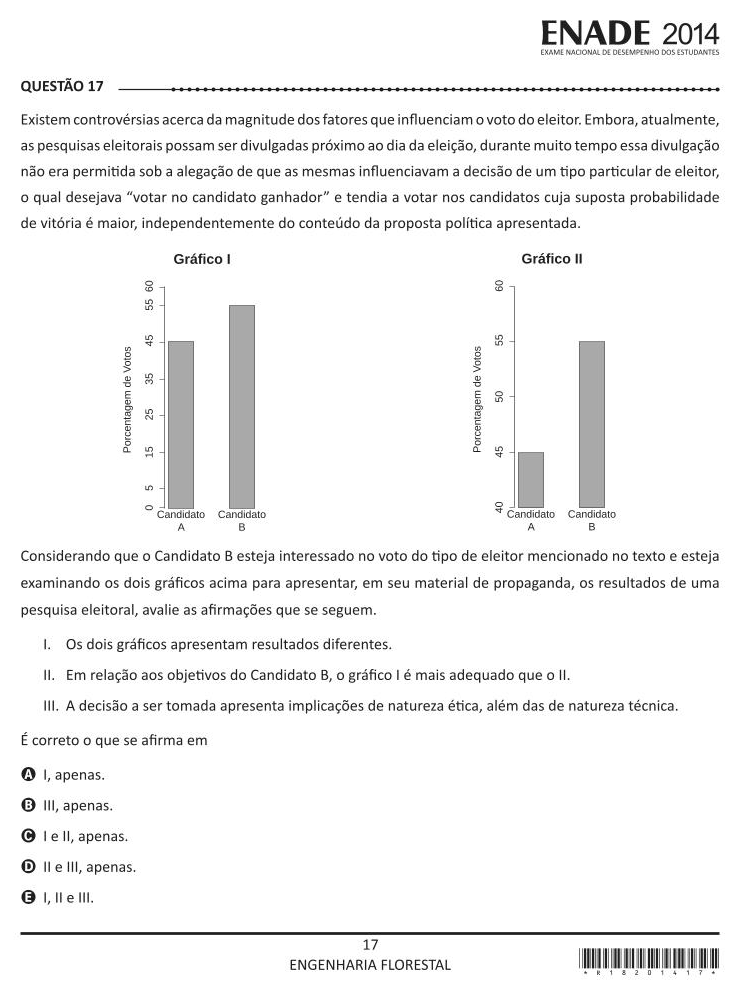 ENADE 2014
EXAME NACIONAL DE DESEMPENHO DOS ESTUDANTES
QUESTÃO 17
Existem controvérsias acerca da magnitude dos fatores que influenciam o voto do eleitor. Embora, atualmente,
as pesquisas eleitorais possam ser divulgadas próximo ao dia da eleição, durante muito tempo essa divulgação
não era permitida sob a alegação de que as mesmas influenciavam a decisão de um tipo particular de eleitor,
o qual desejava “votar no candidato ganhador” e tendia a votar nos candidatos cuja suposta probabilidade
de vitória é maior, independentemente do conteúdo da proposta política apresentada.
Gráfico I
Porcentagem de Votos
60
55
45
35
25
15
5
0
Candidato A
Candidato B
Gráfico II
Porcentagem de Votos
60
55
50
45
40
Candidato A
Candidato B
Considerando que o Candidato B esteja interessado no voto do tipo de eleitor mencionado no texto e esteja
examinando os dois gráficos acima para apresentar, em seu material de propaganda, os resultados de uma
pesquisa eleitoral, avalie as afirmações que se seguem.
I. Os dois gráficos apresentam resultados diferentes.
II. Em relação aos objetivos do Candidato B, o gráfico I é mais adequado que o II.
III. A decisão a ser tomada apresenta implicações de natureza ética, além das de natureza técnica.
É correto o que se afirma em
A I, apenas.
B III, apenas.
C I e II, apenas.
D II e III, apenas.
E I, II e III.
17
ENGENHARIA FLORESTAL
* R 1 8 2 0 1 4 1 7 *